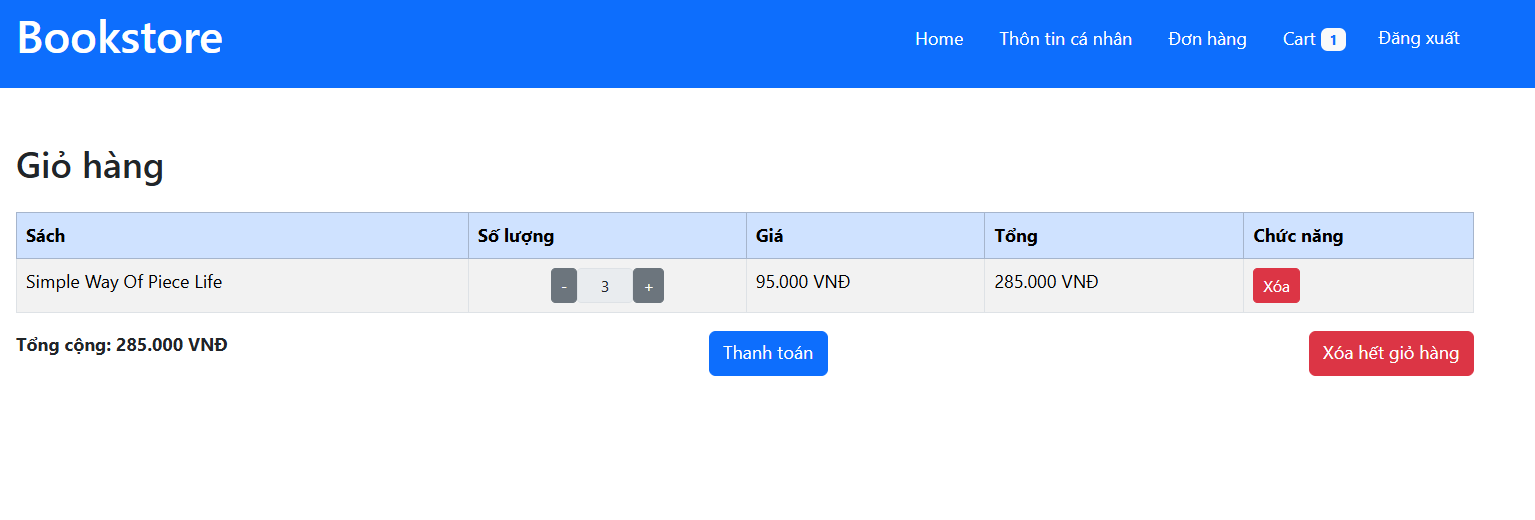 Bookstore Home Thôn tin cá nhân Đơn hàng Cart 1 Đăng xuất
Giỏ hàng
Sách Số lượng Giá Tổng Chức năng
Simple Way Of Piece Life - 3 + 95.000 VNĐ 285.000 VNĐ Xóa
Tổng cộng: 285.000 VNĐ Thanh toán Xóa hết giỏ hàng